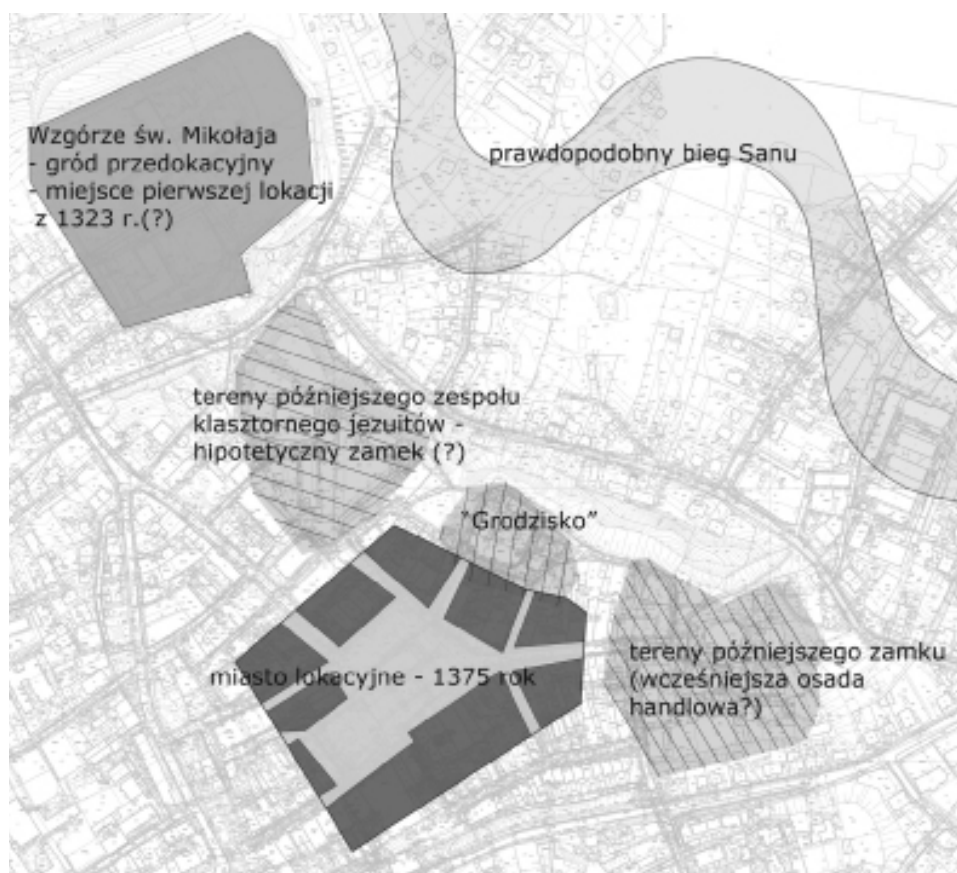 Wzgórze św. Mikołaja
- gród przedokacyjny
- miejsce pierwszej lokacji
z 1323 r.(?)
prawdopodobny bieg Sanu
tereny późniejszego zespołu
klasztornego jezuitów -
hipotetyczny zamek (?)
"Grodzisko”
miasto lokacyjne - 1375 rok
tereny późniejszego zamku
(wcześniejsza osada
handlowa?)